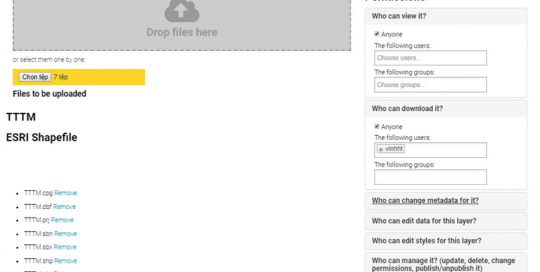 Drop files here
or select them one by one:
Chọn tệp 7 tệp
Files to be uploaded
TTTM
ESRI Shapefile
TTTM.cpg Remove
TTTM.dbf Remove
TTTM.prj Remove
TTTM.sbn Remove
TTTM.sbx Remove
TTTM.shp Remove
Who can view it?
Anyone
The following users:
Choose users...
The following groups:
Choose groups...
Who can download it?
Anyone
The following users:
× vinhht
The following groups:
Who can change metadata for it?
Who can edit data for this layer?
Who can edit styles for this layer?
Who can manage it? (update, delete, change
permissions, publish/unpublish it)